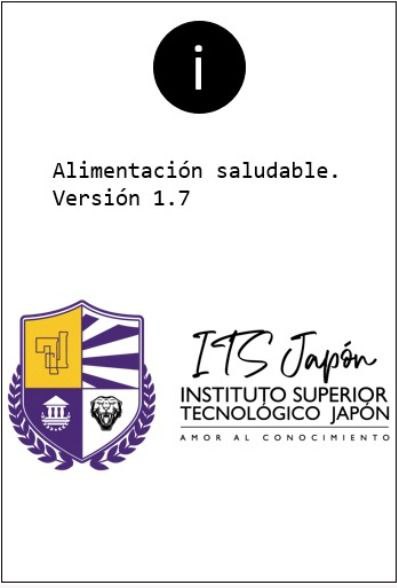 i
Alimentación saludable.
Versión 1.7
ITS Japón
INSTITUTO SUPERIOR
TECNOLÓGICO JAPÓN
AMOR AL CONOCIMIENTO